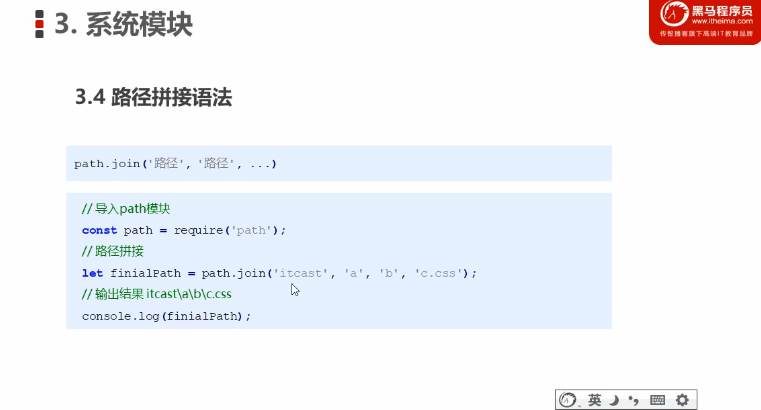 3. 系统模块
黑马程序员
www.itheima.com
传智播客旗下高端IT教育品牌
3.4 路径拼接语法
path.join('路径', '路径', ...)
// 导入path模块
const path = require('path');
// 路径拼接
let finialPath = path.join('itcast', 'a', 'b', 'c.css');
// 输出结果 itcast\a\b\c.css
console.log(finialPath);
英